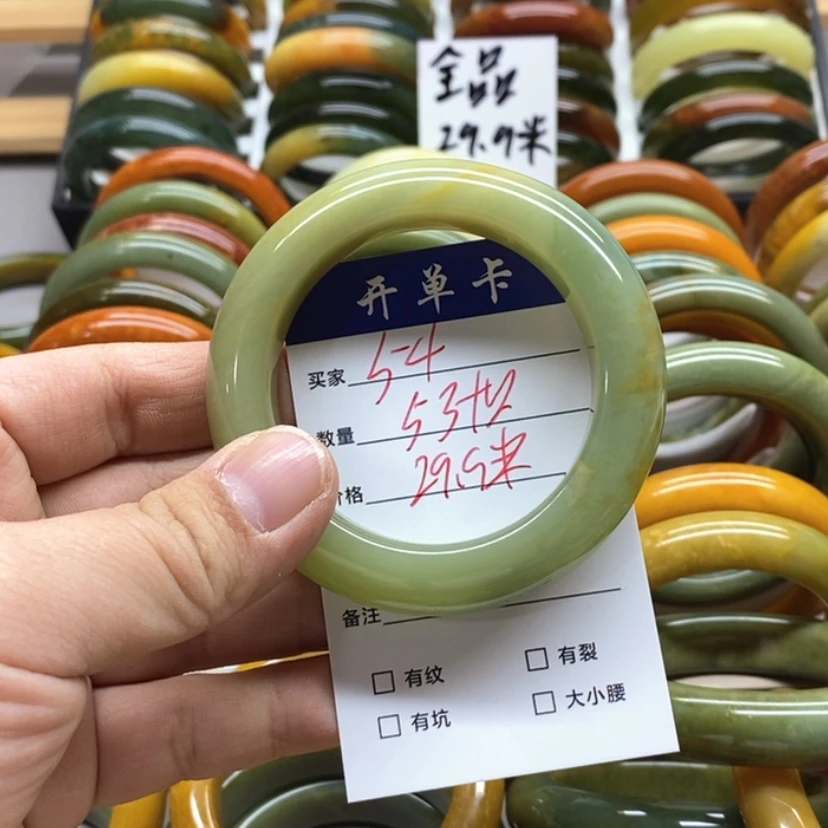 全品
29.9米
开单卡
买家 5-4
数量 53+
价格 29.9米
备注
有纹
有裂
有坑
大小腰